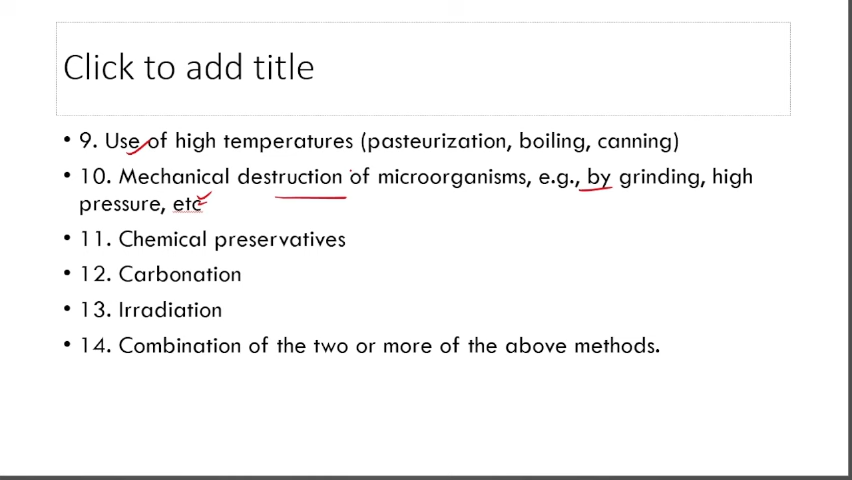 Click to add title
• 9. Use of high temperatures (pasteurization, boiling, canning)
• 10. Mechanical destruction of microorganisms, e.g., by grinding, high
pressure, etc
• 11. Chemical preservatives
• 12. Carbonation
• 13. Irradiation
• 14. Combination of the two or more of the above methods.